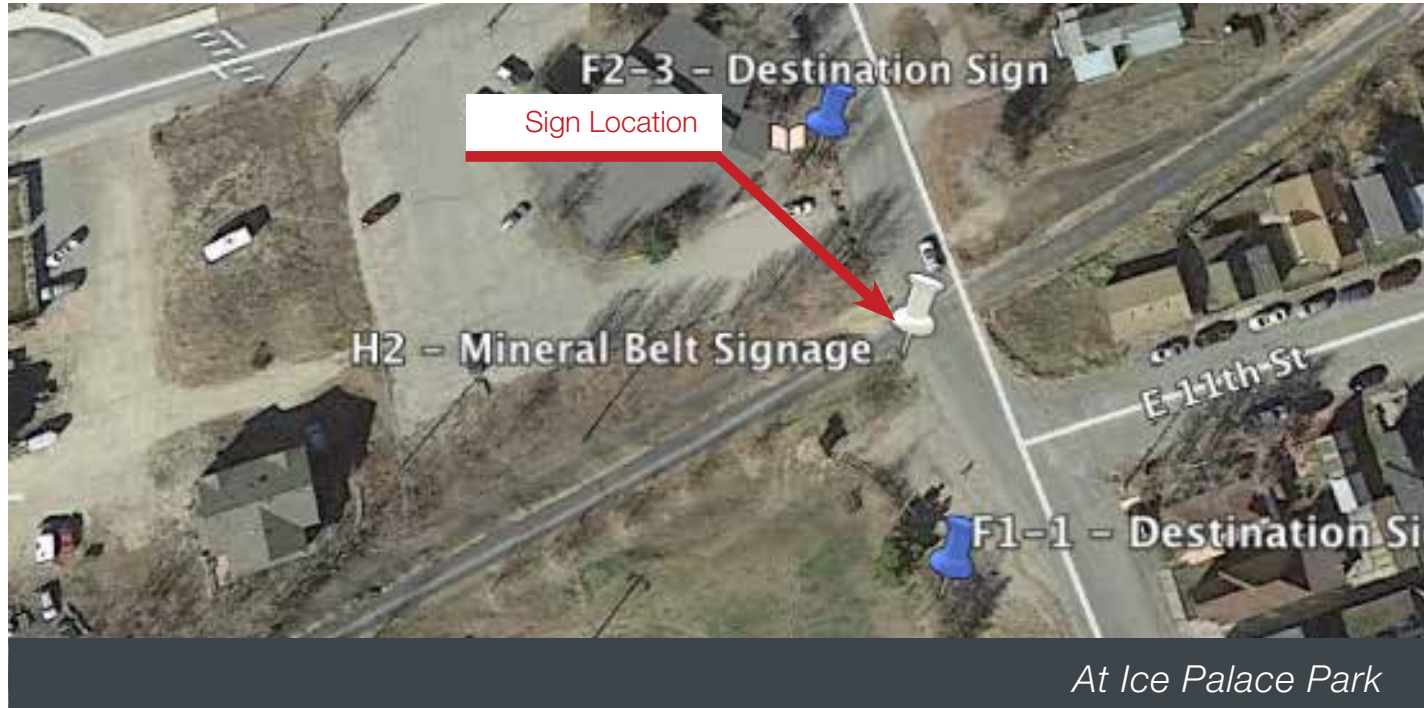 F2-3 - Destination Sign
Sign Location
H2 - Mineral Belt Signage
E 11th St
F1-1 - Destination Si
At Ice Palace Park